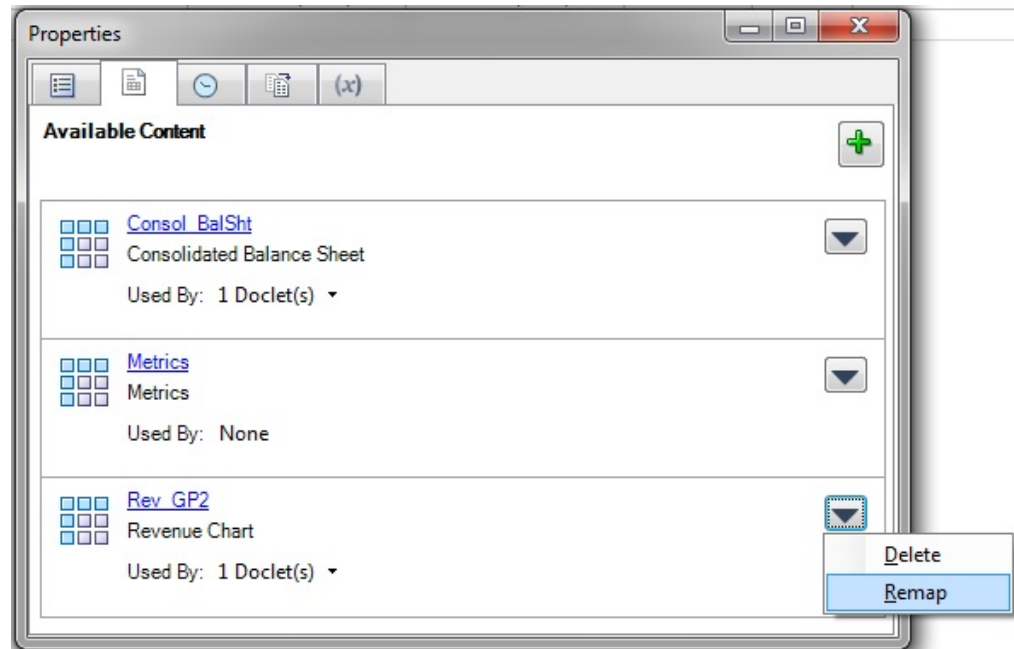 Properties
(x)
Available Content
Consol_BalSht
Consolidated Balance Sheet
Used By: 1 Doclet(s)
Metrics
Metrics
Used By: None
Rev_GP2
Revenue Chart
Used By: 1 Doclet(s)
Delete
Remap